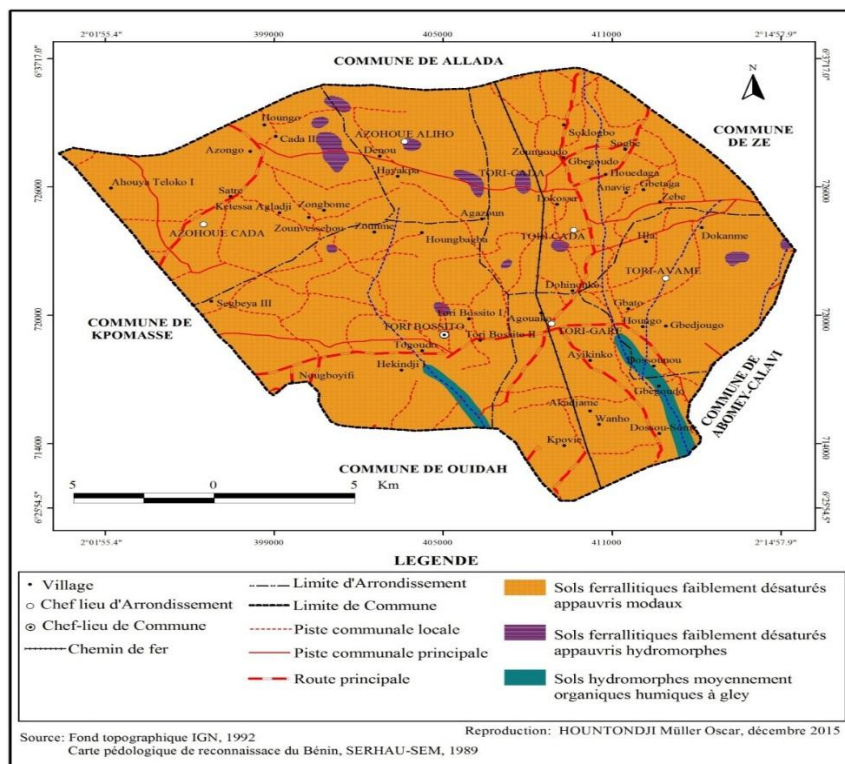 2°01'55.4"
399000
405000
411000
2°14'57.9"
6°37'17.0"
6°37'17.0"
COMMUNE DE ALLADA
N
COMMUNE
DE ZE
Houngo
Cada II
AZOHOUE ALIHO
Azongo
Denou
Soklogbo
Sagbe
Zoungoudo
Gbegoudo
Houedaga
TORI-CADA
Hayakpa
Anavie
Gbetaga
Zebe
726000
726000
Ahouya Teloko I
Satre
Ketessa Agladji
Zongbome
Tokossa
Agazoun
AZOHOUE CADA
Zounvessehou
Zounme
Houngbagba
TORI CADA
Hla
Dokanme
TORI-AVAME
Segbeya III
Dohinonko
Gbato
720000
720000
COMMUNE DE
KPOMASSE
Tori Bossito I
Agouako
Houngo
Gbedjougo
TORI BOSSITO
Tori Bossito II
TORI-GARE
Togoudo
Ayikinko
Dossounou
Hekindji
Nougboyifi
Gbegoudo
COMMUNE DE
ABOMEY-CALAVI
Akadjame
Wanho
Kpovie
714000
714000
COMMUNE DE OUIDAH
5
0
5
Km
6°25'54.5"
6°25'54.5"
2°01'55.4"
399000
405000
411000
2°14'57.9"
LEGENDE
Village
Chef lieu d'Arrondissement
Chef-lieu de Commune
Chemin de fer
Limite d'Arrondissement
Limite de Commune
Piste communale locale
Piste communale principale
Route principale
Sols ferrallitiques faiblement désaturés
appauvris modaux
Sols ferrallitiques faiblement désaturés
appauvris hydromorphes
Sols hydromorphes moyennement
organiques humiques à gley
Source: Fond topographique IGN, 1992
Carte pédologique de reconnaissace du Bénin, SERHAU-SEM, 1989
Reproduction: HOUNTONDJI Müller Oscar, décembre 2015